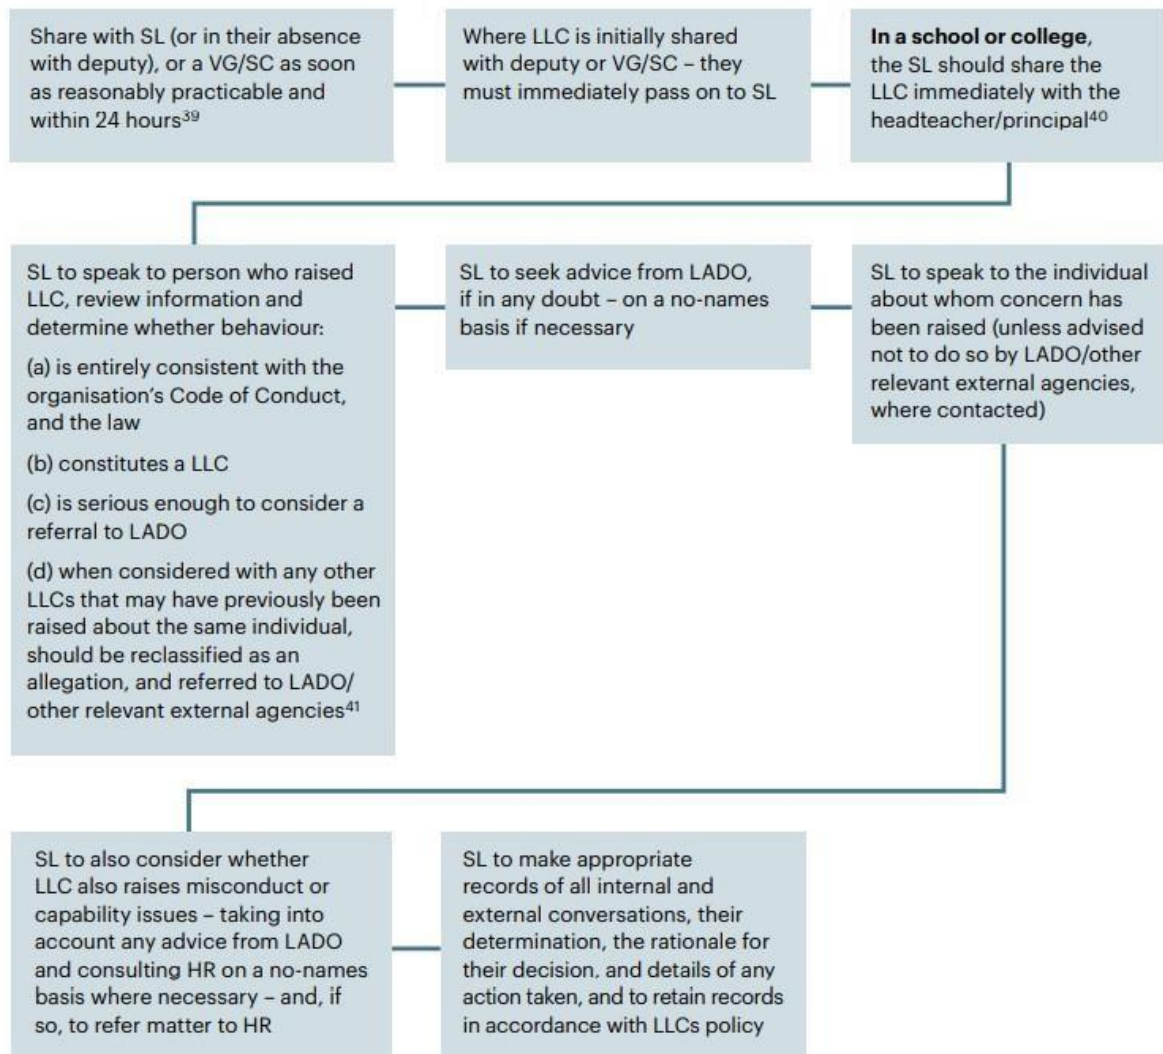 Share with SL (or in their absence
with deputy), or a VG/SC as soon
as reasonably practicable and
within 24 hours³⁹
Where LLC is initially shared
with deputy or VG/SC – they
must immediately pass on to SL
In a school or college,
the SL should share the
LLC immediately with the
headteacher/principal⁴⁰
SL to speak to person who raised
LLC, review information and
determine whether behaviour:
(a) is entirely consistent with the
organisation’s Code of Conduct,
and the law
(b) constitutes a LLC
(c) is serious enough to consider a
referral to LADO
(d) when considered with any other
LLCs that may have previously been
raised about the same individual,
should be reclassified as an
allegation, and referred to LADO/
other relevant external agencies⁴¹
SL to seek advice from LADO,
if in any doubt – on a no-names
basis if necessary
SL to speak to the individual
about whom concern has
been raised (unless advised
not to do so by LADO/other
relevant external agencies,
where contacted)
SL to also consider whether
LLC also raises misconduct or
capability issues – taking into
account any advice from LADO
and consulting HR on a no-names
basis where necessary – and, if
so, to refer matter to HR
SL to make appropriate
records of all internal and
external conversations, their
determination, the rationale for
their decision, and details of any
action taken, and to retain records
in accordance with LLCs policy